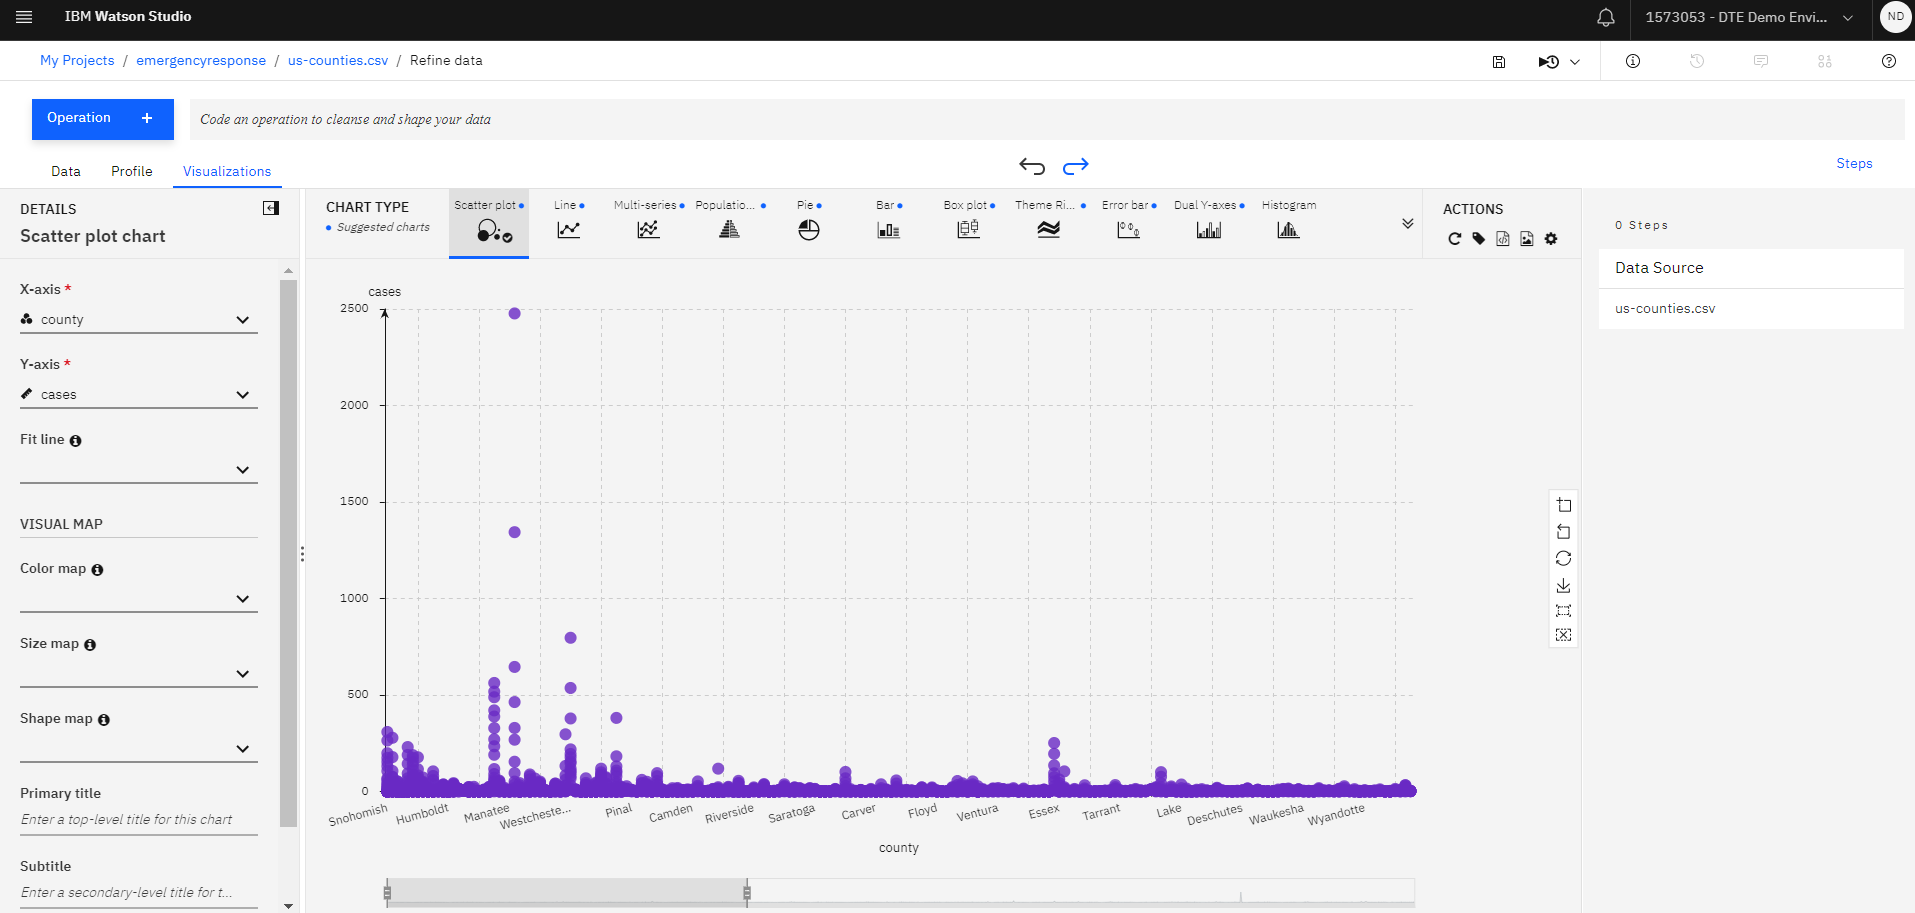 IBM Watson Studio
1573053 - DTE Demo Envi...
ND
My Projects / emergencyresponse / us-counties.csv / Refine data
Operation +
Code an operation to cleanse and shape your data
Data Profile Visualizations
Steps
DETAILS
Scatter plot chart
X-axis *
county
Y-axis *
cases
Fit line
VISUAL MAP
Color map
Size map
Shape map
Primary title
Enter a top-level title for this chart
Subtitle
Enter a secondary-level title for t...
CHART TYPE
Suggested charts
Scatter plot
Line
Multi-series
Populatio...
Pie
Bar
Box plot
Theme Ri...
Error bar
Dual Y-axes
Histogram
ACTIONS
0 Steps
Data Source
us-counties.csv
cases
2500
2000
1500
1000
500
0
Snohomish
Humboldt
Manatee
Westcheste...
Pinal
Camden
Riverside
Saratoga
Carver
Floyd
Ventura
Essex
Tarrant
Lake
Deschutes
Waukesha
Wyandotte
county